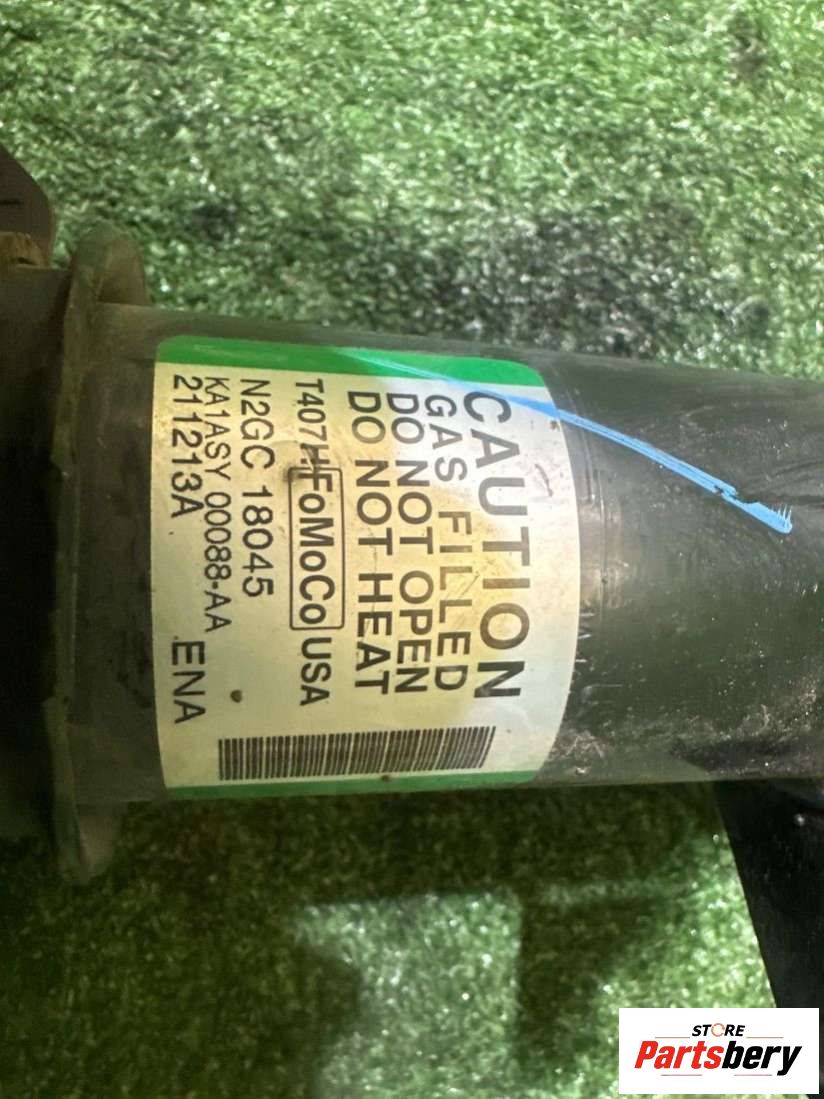 CAUTION
GAS FILLED
DO NOT OPEN
DO NOT HEAT
T407H FoMoCo USA
N2GC 18045
KA1ASY 00088-AA
211213A ENA
STORE
Partsbery